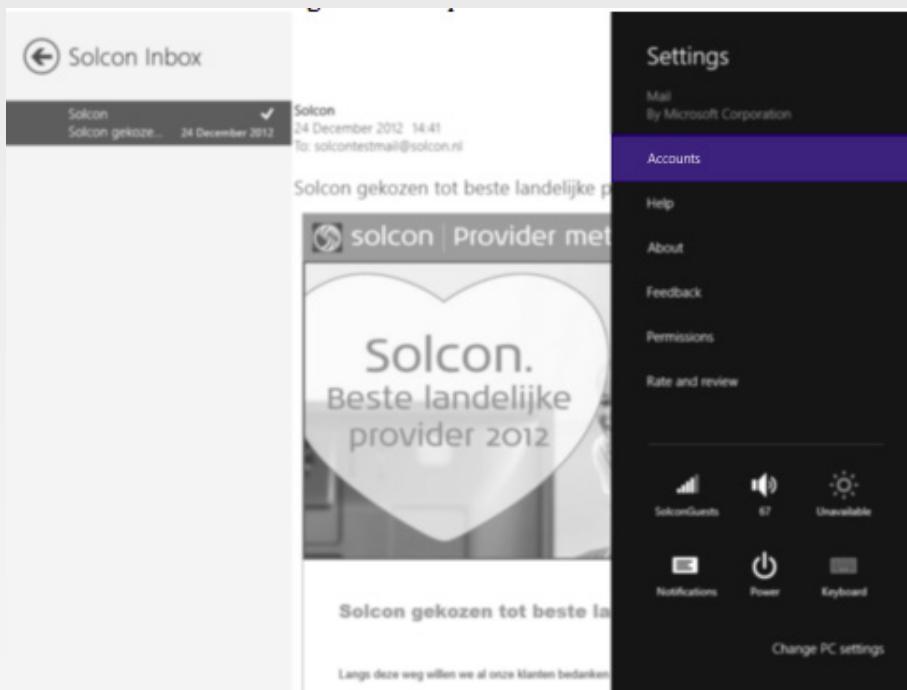 Solcon Inbox
Solcon
Solcon gekoze... 24 December 2012
Solcon
24 December 2012 14:41
To: solcontestmail@solcon.nl
Solcon gekozen tot beste landelijke p
solcon | Provider met
Solcon.
Beste landelijke
provider 2012
Solcon gekozen tot beste la
Langs deze weg willen we al onze klanten bedanken
Settings
Mail
By Microsoft Corporation
Accounts
Help
About
Feedback
Permissions
Rate and review
SolconGuests 67 Unavailable
Notifications Power Keyboard
Change PC settings